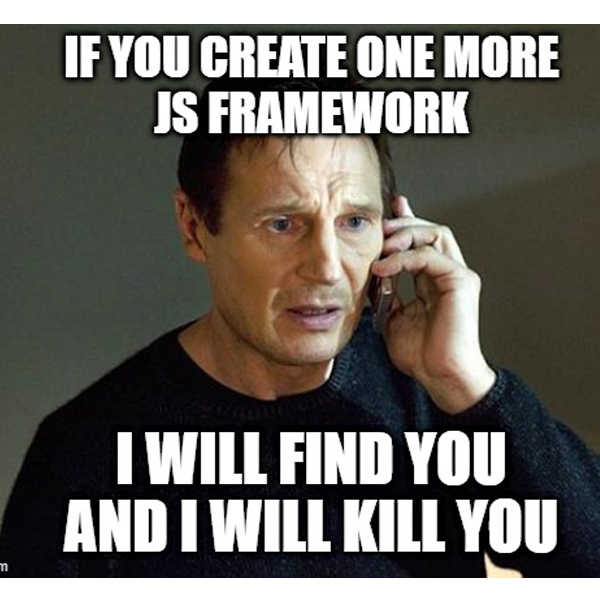 IF YOU CREATE ONE MORE
JS FRAMEWORK
I WILL FIND YOU
AND I WILL KILL YOU
m